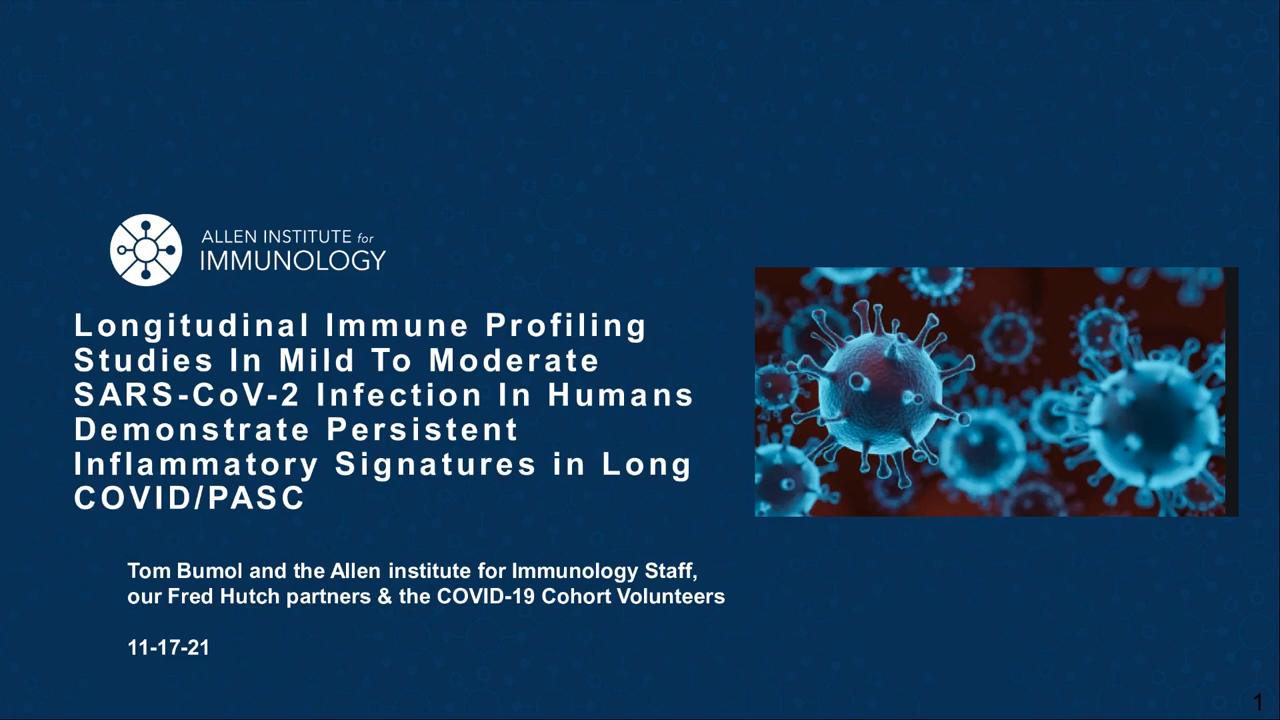 ALLEN INSTITUTE for
IMMUNOLOGY
Longitudinal Immune Profiling
Studies In Mild To Moderate
SARS-CoV-2 Infection In Humans
Demonstrate Persistent
Inflammatory Signatures in Long
COVID/PASC
Tom Bumol and the Allen institute for Immunology Staff,
our Fred Hutch partners & the COVID-19 Cohort Volunteers
11-17-21
1